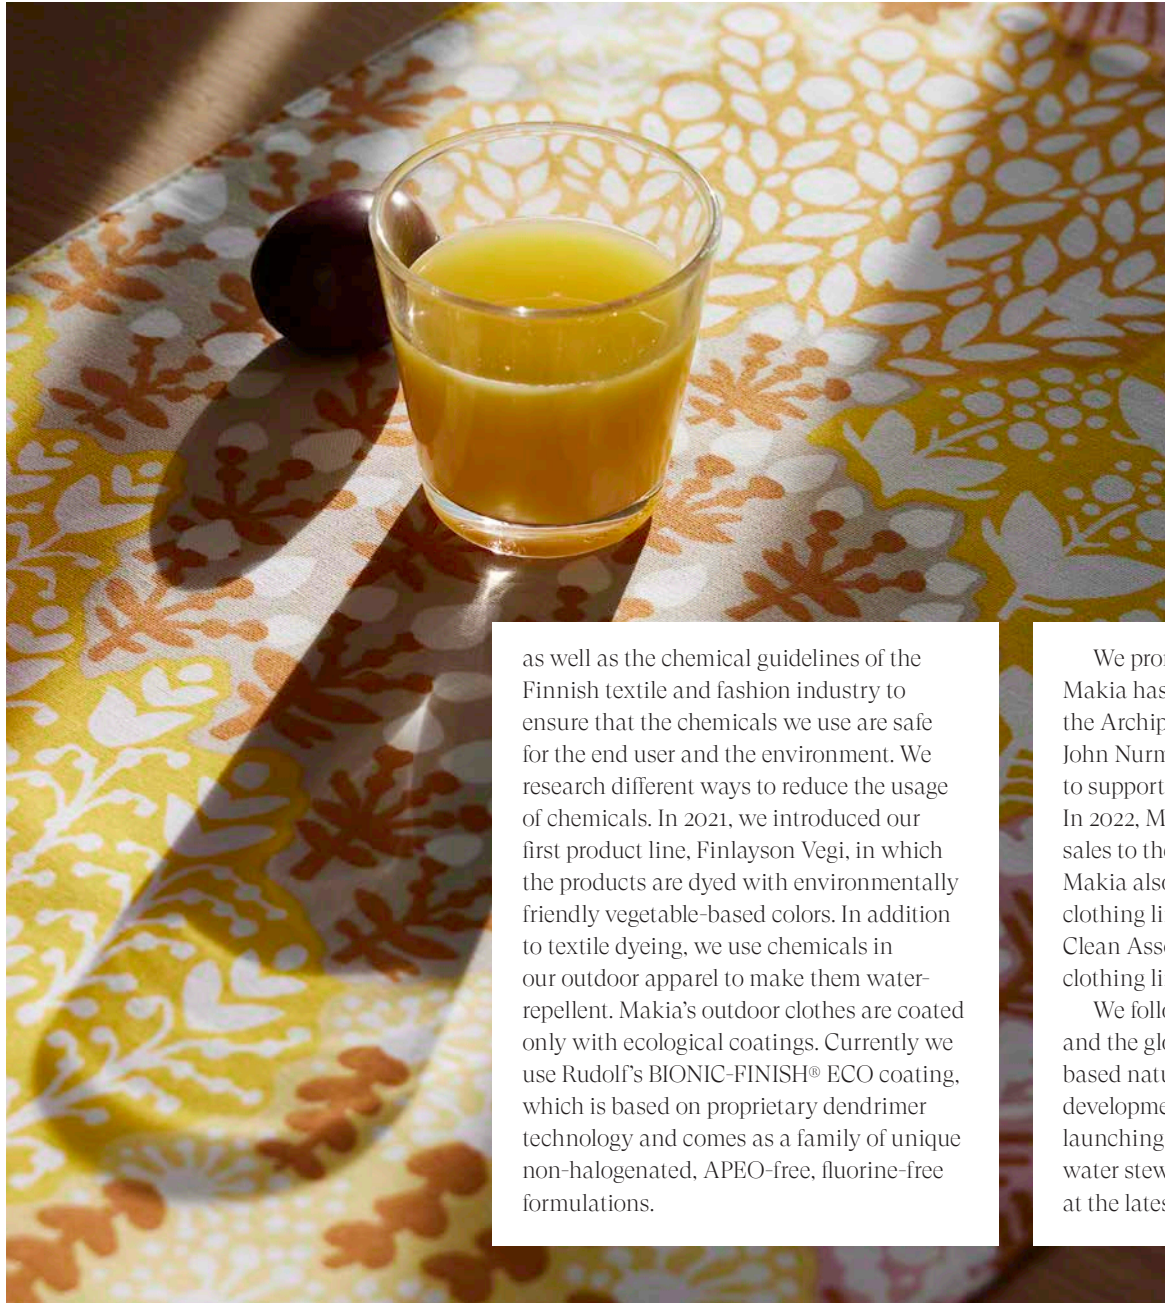 as well as the chemical guidelines of the
Finnish textile and fashion industry to
ensure that the chemicals we use are safe
for the end user and the environment. We
research different ways to reduce the usage
of chemicals. In 2021, we introduced our
first product line, Finlayson Vegi, in which
the products are dyed with environmentally
friendly vegetable-based colors. In addition
to textile dyeing, we use chemicals in
our outdoor apparel to make them water-
repellent. Makia's outdoor clothes are coated
only with ecological coatings. Currently we
use Rudolf's BIONIC-FINISH® ECO coating,
which is based on proprietary dendrimer
technology and comes as a family of unique
non-halogenated, APEO-free, fluorine-free
formulations.
We
Makia has
the
John
to support
In 2022,
sales to the
Makia also
clothing
Clean
clothing
We
and the
based
launching
water
at the